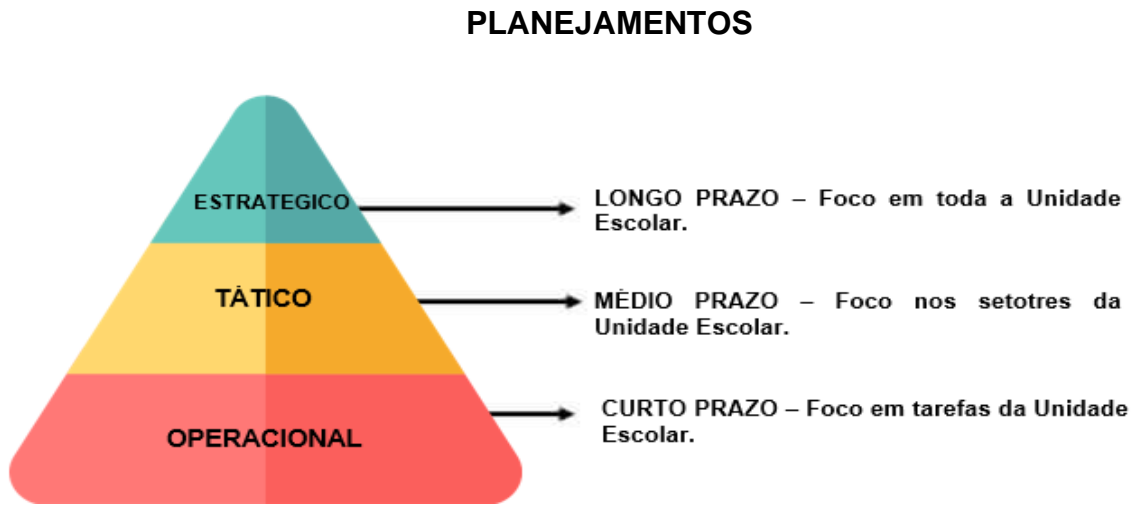 PLANEJAMENTOS
ESTRATEGICO
LONGO PRAZO – Foco em toda a Unidade
Escolar.
TÁTICO
MÉDIO PRAZO – Foco nos setotres da
Unidade Escolar.
OPERACIONAL
CURTO PRAZO – Foco em tarefas da Unidade
Escolar.